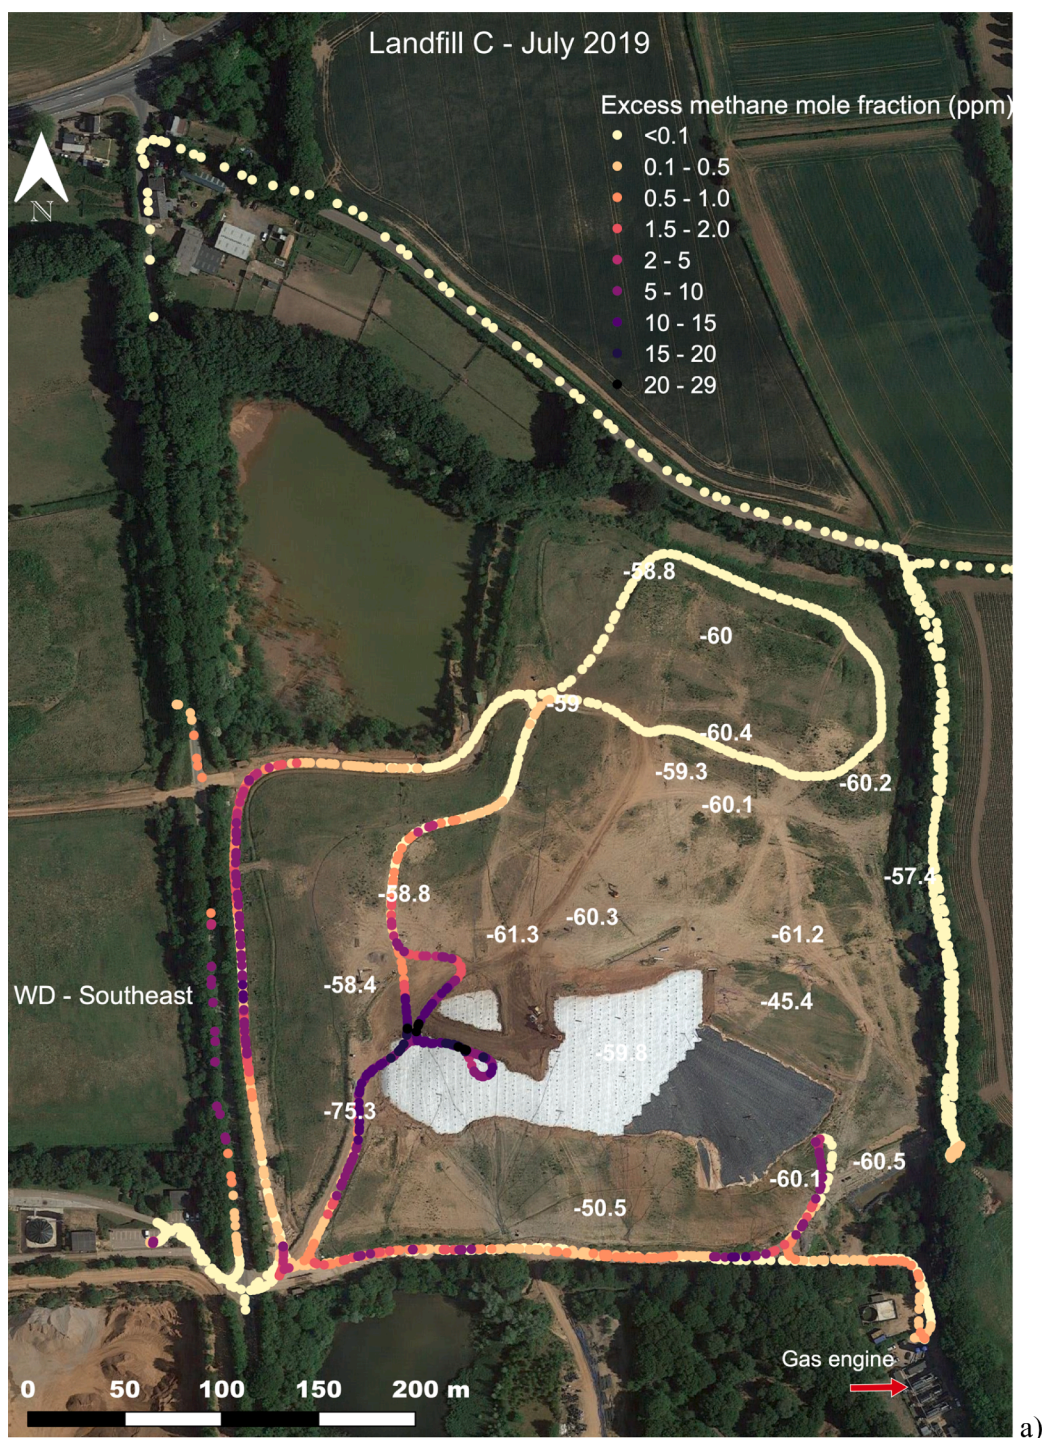 Landfill C - July 2019
Excess methane mole fraction (ppm)
<0.1
0.1 - 0.5
0.5 - 1.0
1.5 - 2.0
2 - 5
5 - 10
10 - 15
15 - 20
20 - 29
N
-58.8
-60
-59
-60.4
-59.3
-60.2
-60.1
-57.4
-58.8
-60.3
-61.3
-61.2
-58.4
WD - Southeast
-45.4
-59.8
-75.3
-60.5
-60.1
-50.5
Gas engine
0 50 100 150 200 m
a)